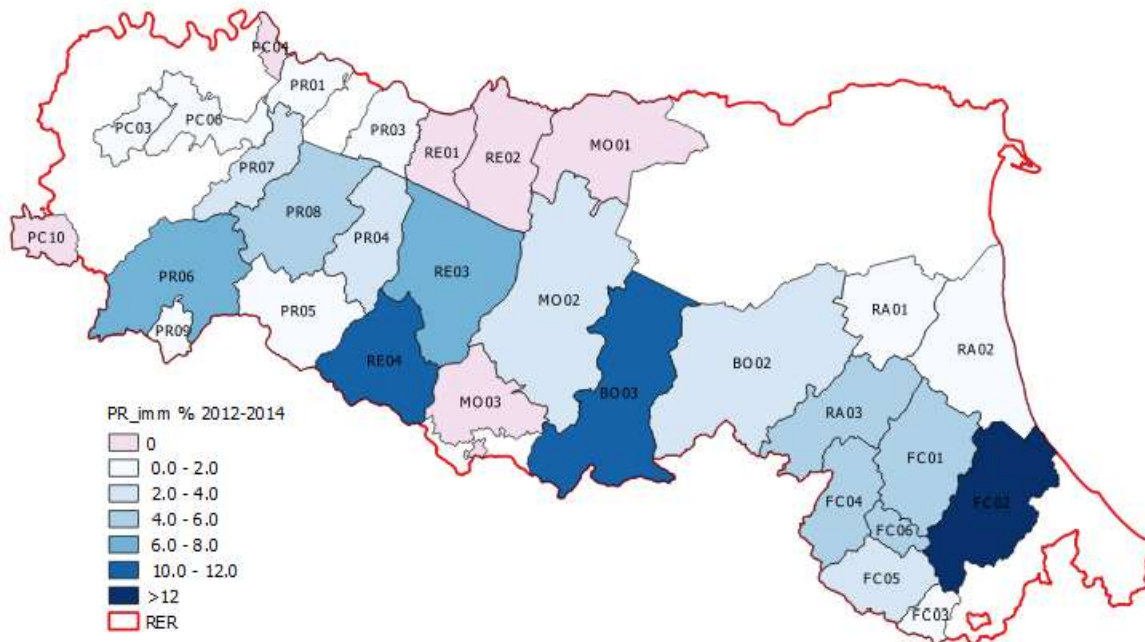 PC04
PR01
PC03
PC06
PR03
RE01
RE02
MO01
PR07
PR08
PR04
PC10
PR06
RE03
PR09
PR05
MO02
RA01
RA02
BO02
RE04
BO03
MO03
RA03
FC01
FC04
FC02
FC06
FC05
FC03
PR_imm % 2012-2014
0
0.0 - 2.0
2.0 - 4.0
4.0 - 6.0
6.0 - 8.0
10.0 - 12.0
>12
RER